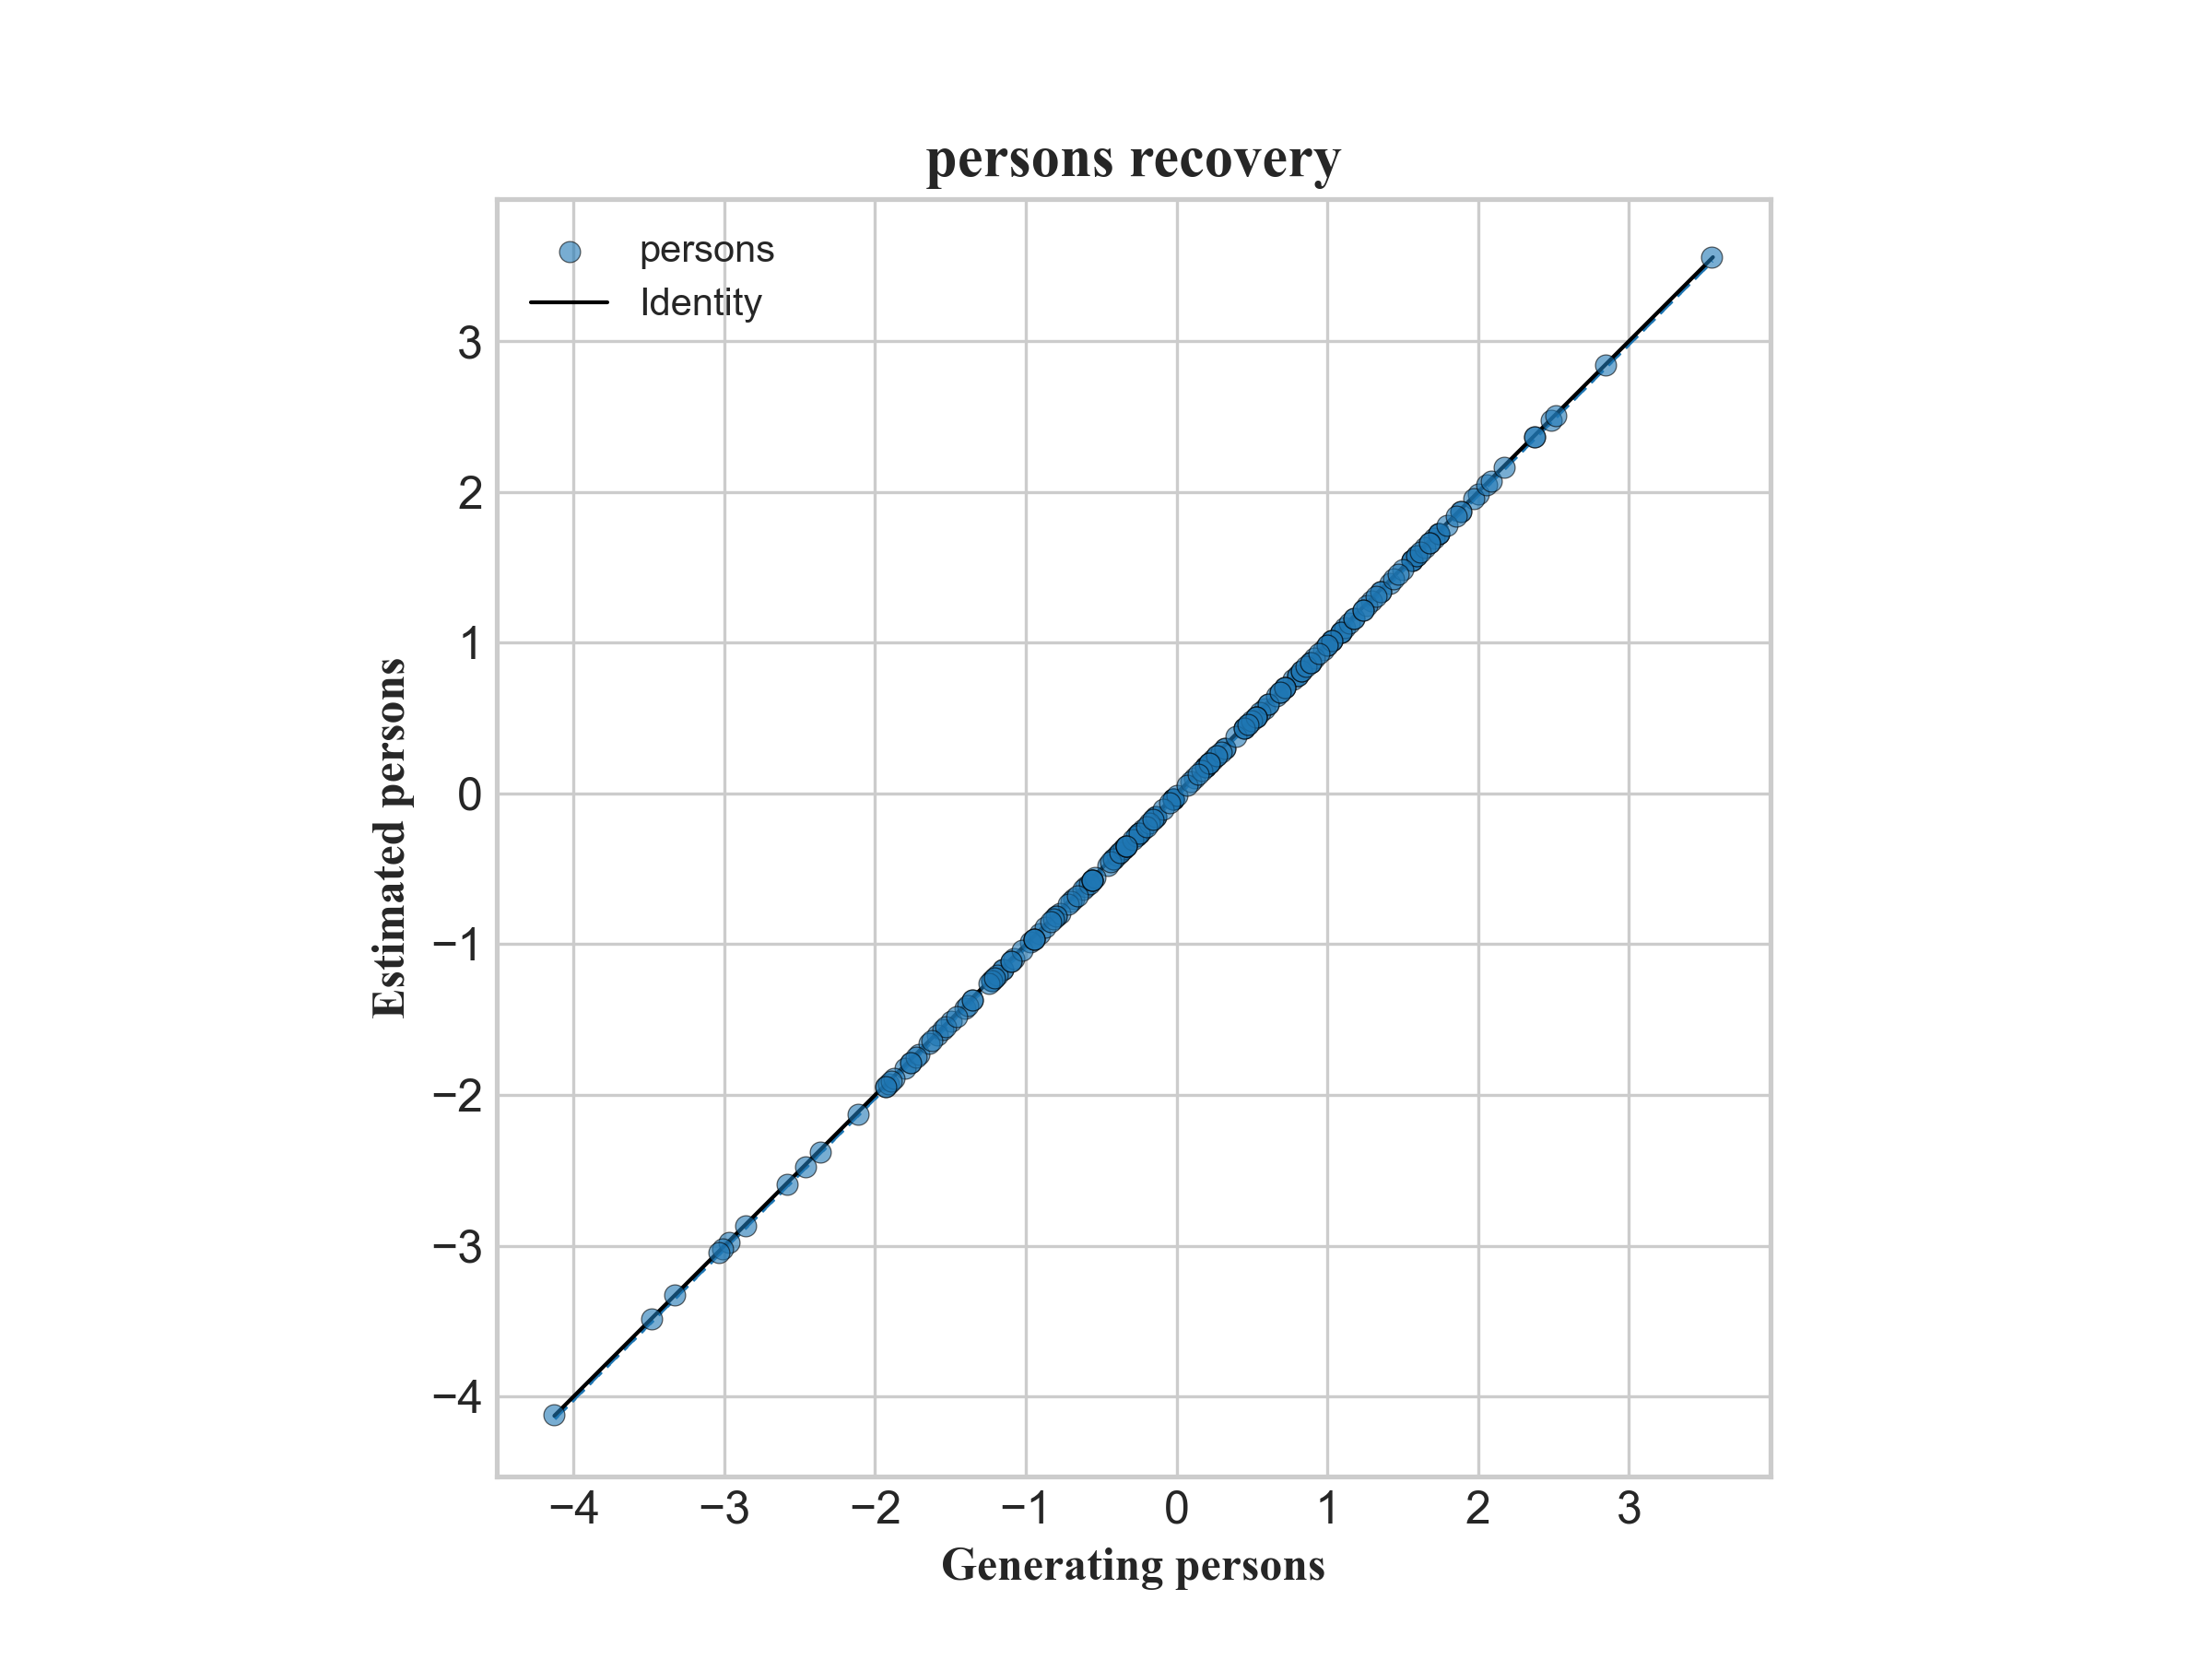 persons recovery
persons
Identity
3
2
1
0
−1
−2
−3
−4
Estimated persons
−4 −3 −2 −1 0 1 2 3
Generating persons